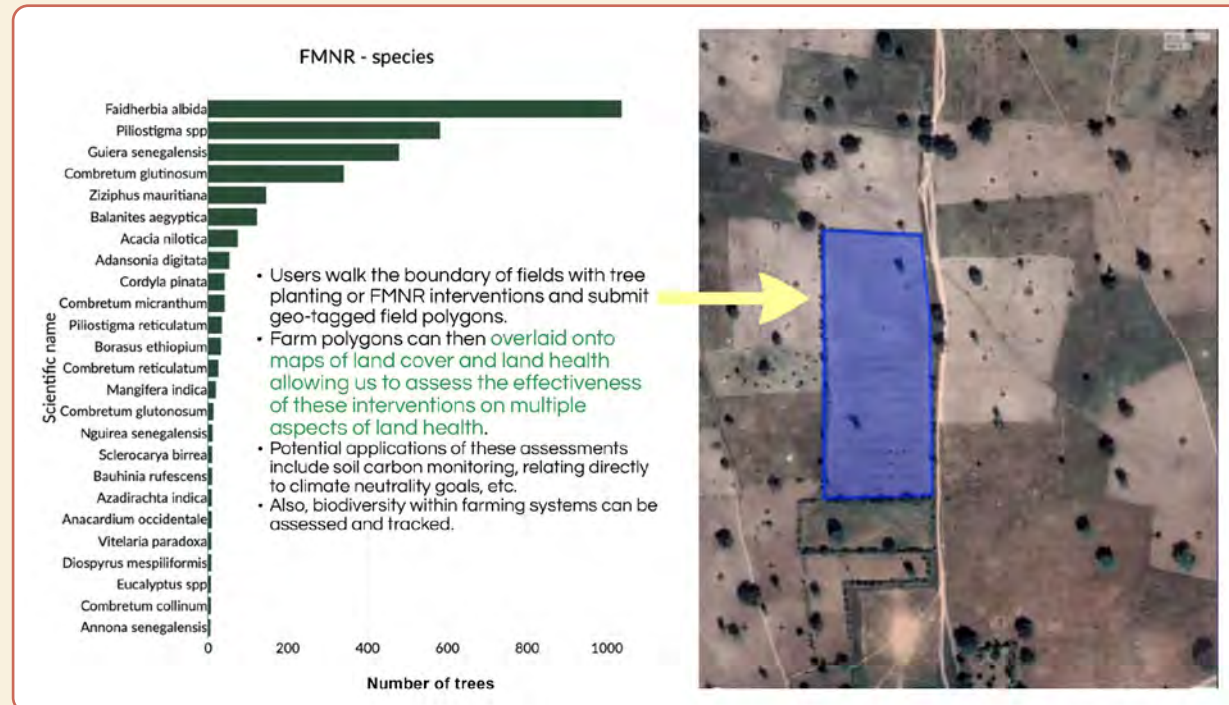 FMNR - species
Faidherbia albida
Piliostigma spp
Guiera senegalensis
Combretum glutinosum
Ziziphus mauritiana
Balanites aegyptica
Acacia nilotica
Adansonia digitata
Cordyla pinata
Combretum micranthum
Piliostigma reticulatum
Borasus ethiopium
Combretum reticulatum
Mangifera indica
Combretum glutonosum
Nguirea senegalensis
Sclerocarya birrea
Bauhinia rufescens
Azadirachta indica
Anacardium occidentale
Vitelaria paradoxa
Diospyrus mespiliformis
Eucalyptus spp
Combretum collinum
Annona senegalensis
Scientific name
0 200 400 600 800 1000
Number of trees
• Users walk the boundary of fields with tree
planting or FMNR interventions and submit
geo-tagged field polygons.
• Farm polygons can then overlaid onto
maps of land cover and land health
allowing us to assess the effectiveness
of these interventions on multiple
aspects of land health.
• Potential applications of these assessments
include soil carbon monitoring, relating directly
to climate neutrality goals, etc.
• Also, biodiversity within farming systems can be
assessed and tracked.